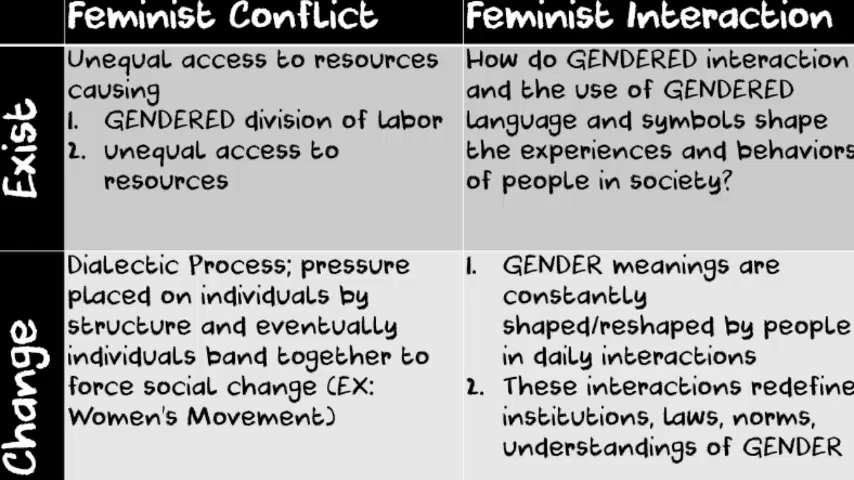 Feminist Conflict
Feminist Interaction
Exist
Unequal access to resources
causing
1. GENDERED division of labor
2. unequal access to
resources
How do GENDERED interaction
and the use of GENDERED
language and symbols shape
the experiences and behaviors
of people in society?
Change
Dialectic Process; pressure
placed on individuals by
structure and eventually
individuals band together to
force social change (EX:
Women's Movement)
1. GENDER meanings are
constantly
shaped/reshaped by people
in daily interactions
2. These interactions redefine
institutions, laws, norms,
understandings of GENDER